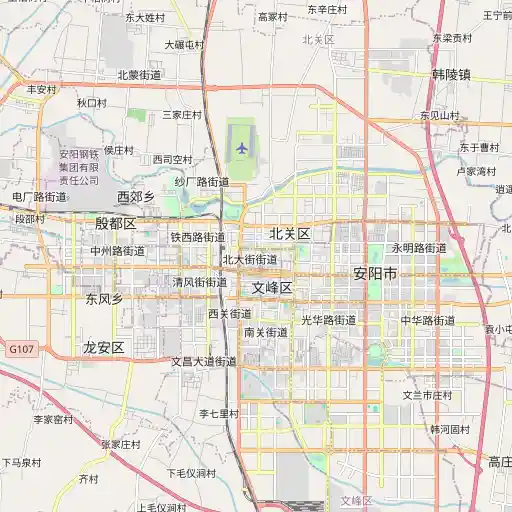 东大姓村
高家村
东辛庄村
王宁前
北关区
东梁贡村
大碾屯村
韩陵镇
北蒙街道
丰安村
秋口村
三家庄村
东见山村
安阳钢铁
集团有限
责任公司
侯庄村
西司空村
东于曹村
卢家湾村
纱厂路街道
西郊乡
电厂路街道
逍遥
段邵村
殷都区
铁西路街道
北关区
中州路街道
永明路街道
北大街街道
安阳市
清风街街道
文峰区
东风乡
西关街道
光华路街道
中华路街道
南关街道
袁小屯
G107
龙安区
文昌大道街道
文兰市庄村
李家窑村
李七里村
韩河固村
张家庄村
下马泉村
高庄
齐村
下毛仪涧村
上毛仪涧村
文峰区